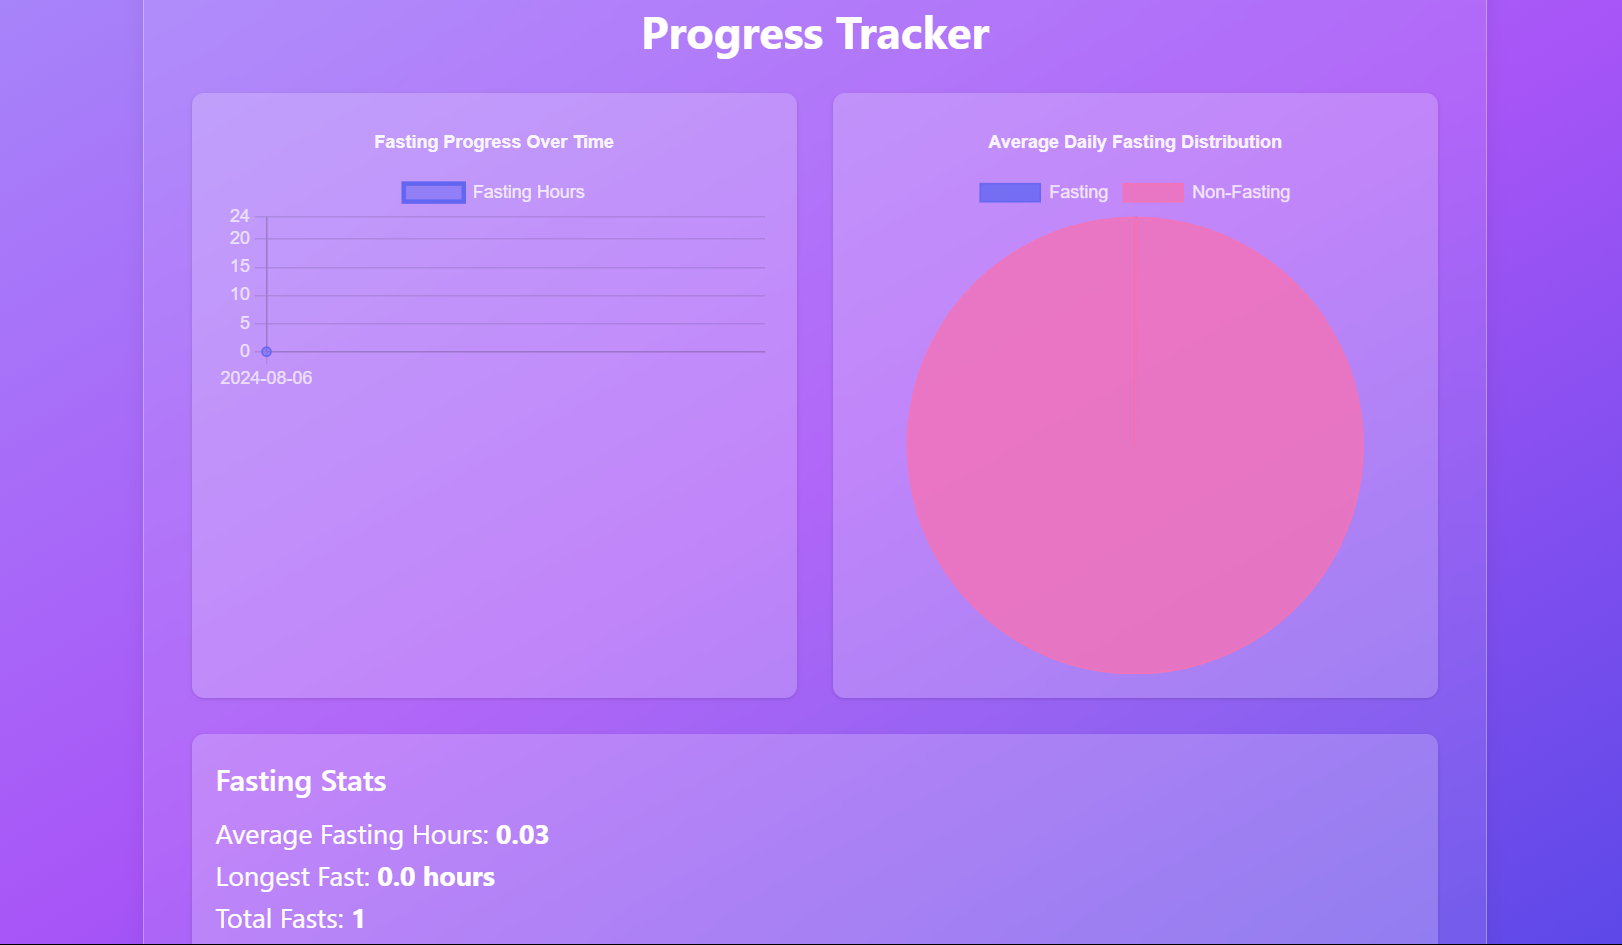 Progress Tracker
Fasting Progress Over Time
Fasting Hours
24
20
15
10
5
0
2024-08-06
Average Daily Fasting Distribution
Fasting Non-Fasting
Fasting Stats
Average Fasting Hours: 0.03
Longest Fast: 0.0 hours
Total Fasts: 1